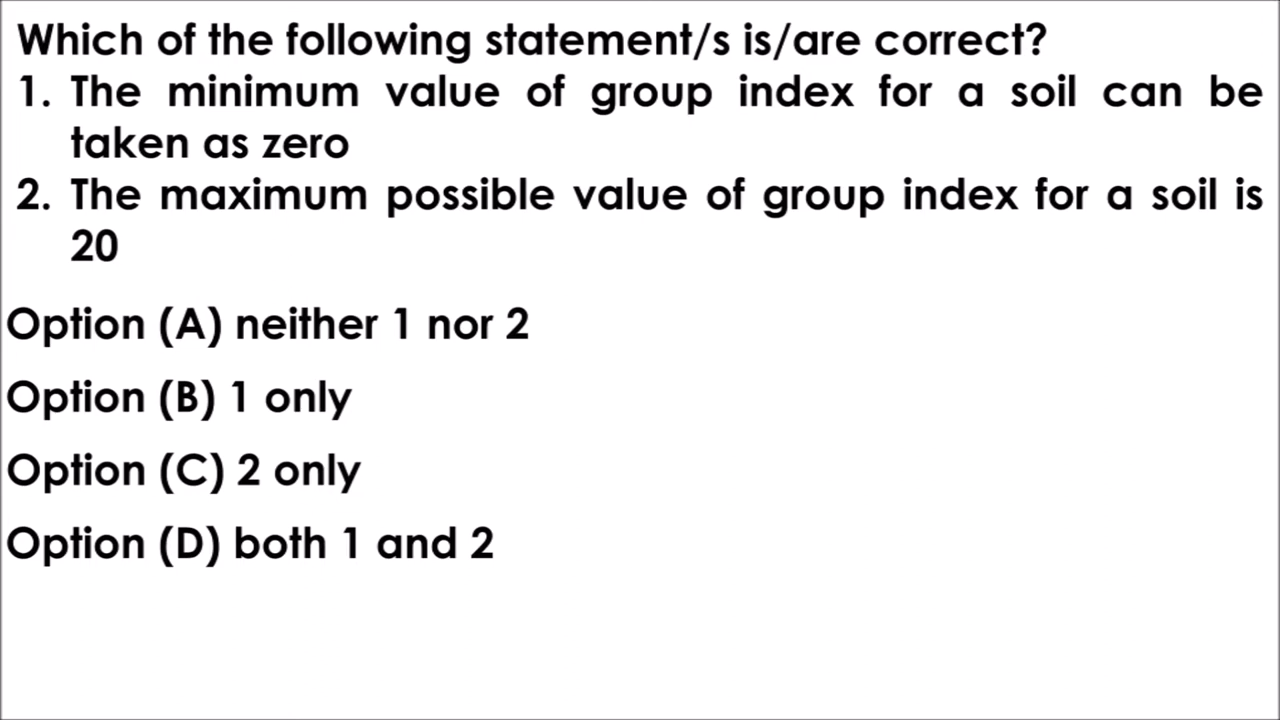 Which of the following statement/s is/are correct?
1. The minimum value of group index for a soil can be
taken as zero
2. The maximum possible value of group index for a soil is
20
Option (A) neither 1 nor 2
Option (B) 1 only
Option (C) 2 only
Option (D) both 1 and 2